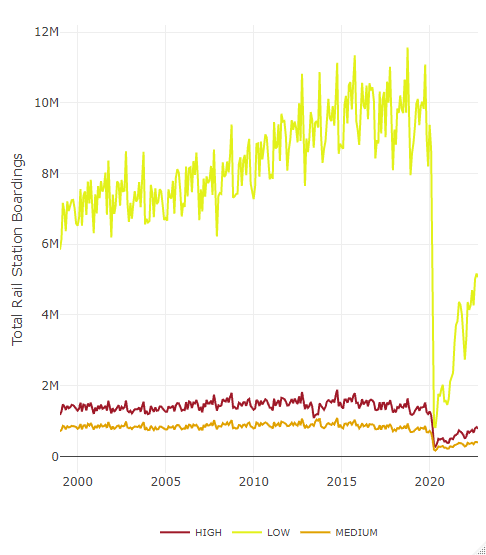 Total Rail Station Boardings
12M
10M
8M
6M
4M
2M
0
2000 2005 2010 2015 2020
HIGH LOW MEDIUM